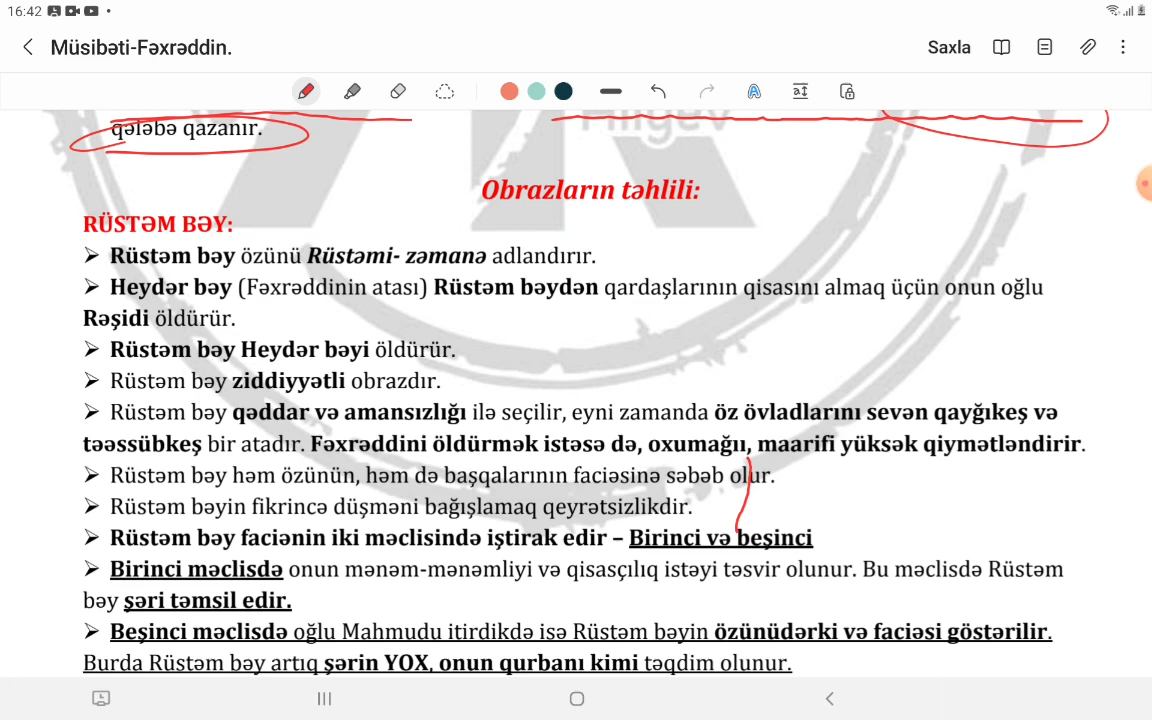 16:42
Müsibəti-Fəxrəddin.
Saxla
qələbə qazanır.
Obrazların təhlili:
RÜSTƏM BƏY:
➢ Rüstəm bəy özünü Rüstəmi- zəmanə adlandırır.
➢ Heydər bəy (Fəxrəddinin atası) Rüstəm bəydən qardaşlarının qisasını almaq üçün onun oğlu
Rəşidi öldürür.
➢ Rüstəm bəy Heydər bəyi öldürür.
➢ Rüstəm bəy ziddiyyətli obrazdır.
➢ Rüstəm bəy qəddar və amansızlığı ilə seçilir, eyni zamanda öz övladlarını sevən qayğıkeş və
təəssübkeş bir atadır. Fəxrəddini öldürmək istəsə də, oxumağıı, maarifi yüksək qiymətləndirir.
➢ Rüstəm bəy həm özünün, həm də başqalarının faciəsinə səbəb olur.
➢ Rüstəm bəyin fikrincə düşməni bağışlamaq qeyrətsizlikdir.
➢ Rüstəm bəy faciənin iki məclisində iştirak edir – Birinci və beşinci
➢ Birinci məclisdə onun mənəm-mənəmliyi və qisasçılıq istəyi təsvir olunur. Bu məclisdə Rüstəm
bəy şəri təmsil edir.
➢ Beşinci məclisdə oğlu Mahmudu itirdikdə isə Rüstəm bəyin özünüdərki və faciəsi göstərilir.
Burda Rüstəm bəy artıq şərin YOX, onun qurbanı kimi təqdim olunur.